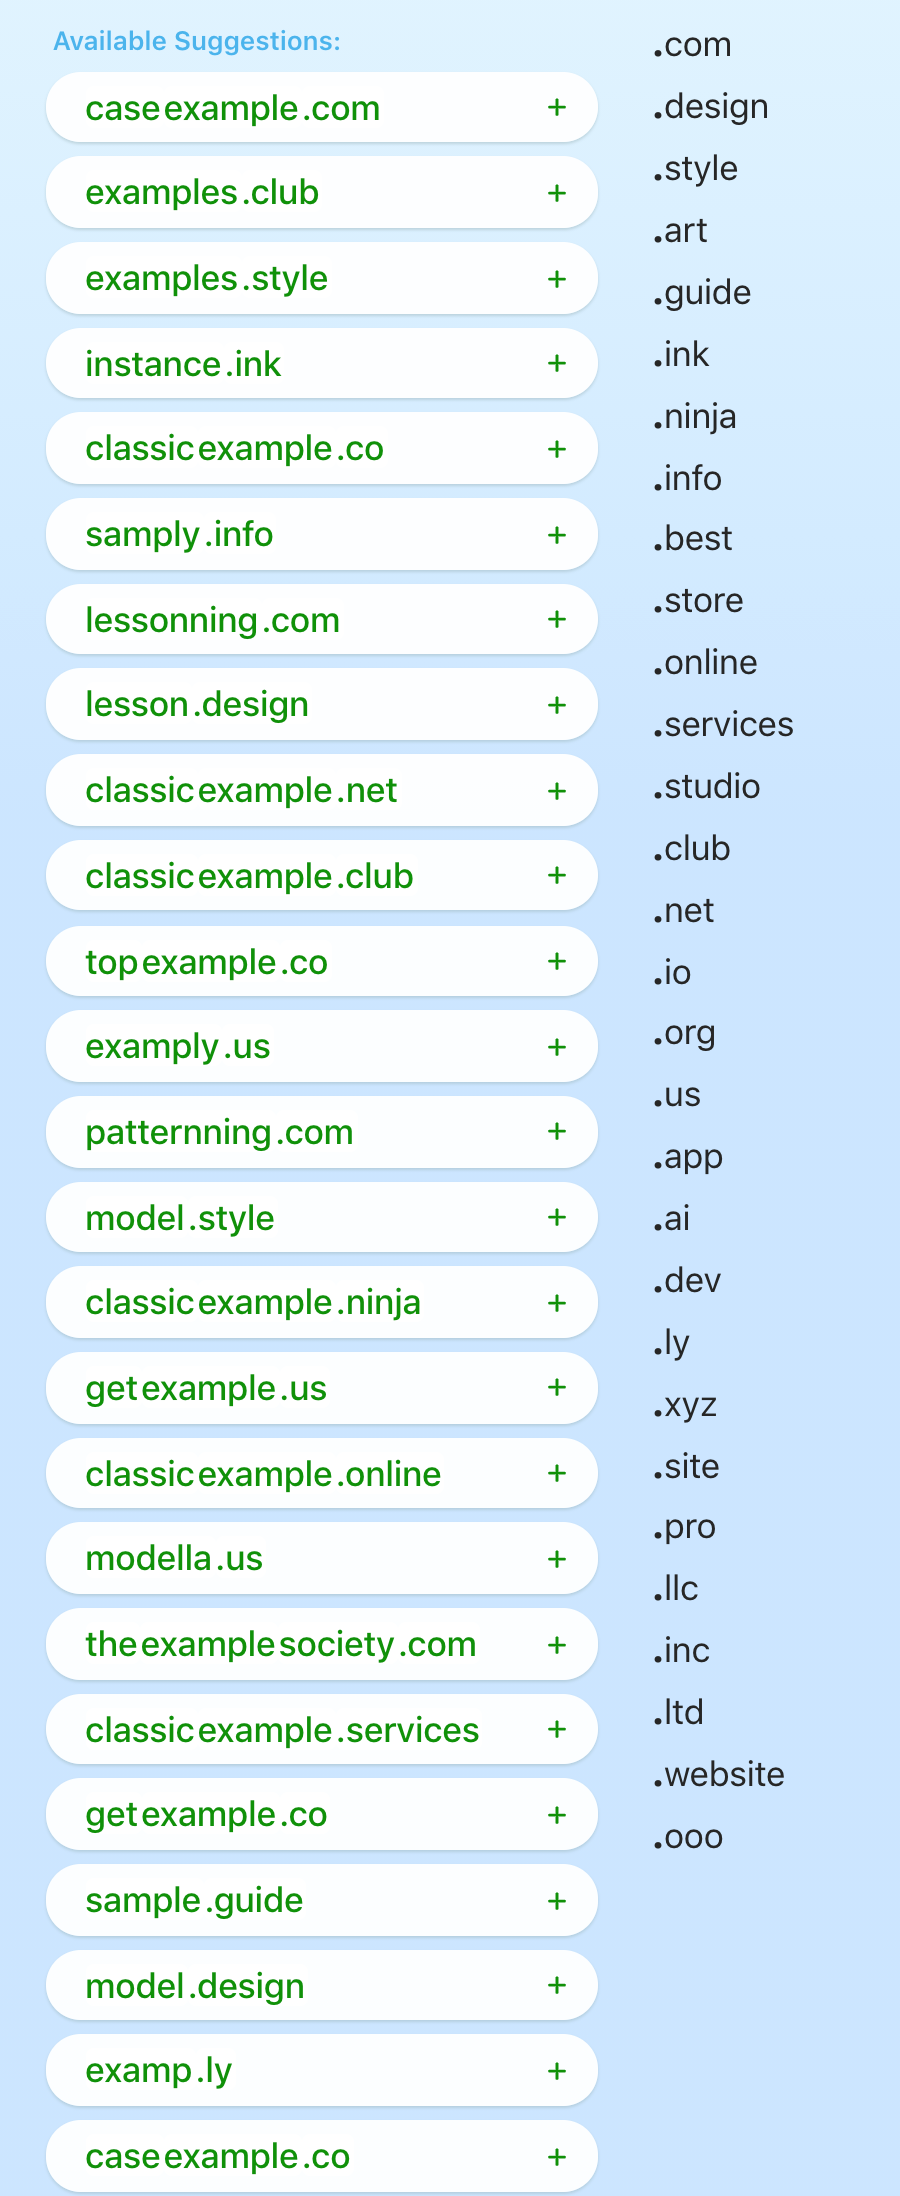 Available Suggestions:
caseexample.com +
examples.club +
examples.style +
instance.ink +
classicexample.co +
samply.info +
lessonning.com +
lesson.design +
classicexample.net +
classicexample.club +
topexample.co +
examply.us +
patternning.com +
model.style +
classicexample.ninja +
getexample.us +
classicexample.online +
modella.us +
theexamplesociety.com +
classicexample.services +
getexample.co +
sample.guide +
model.design +
examp.ly +
caseexample.co +
.com
.design
.style
.art
.guide
.ink
.ninja
.info
.best
.store
.online
.services
.studio
.club
.net
.io
.org
.us
.app
.ai
.dev
.ly
.xyz
.site
.pro
.llc
.inc
.ltd
.website
.ooo